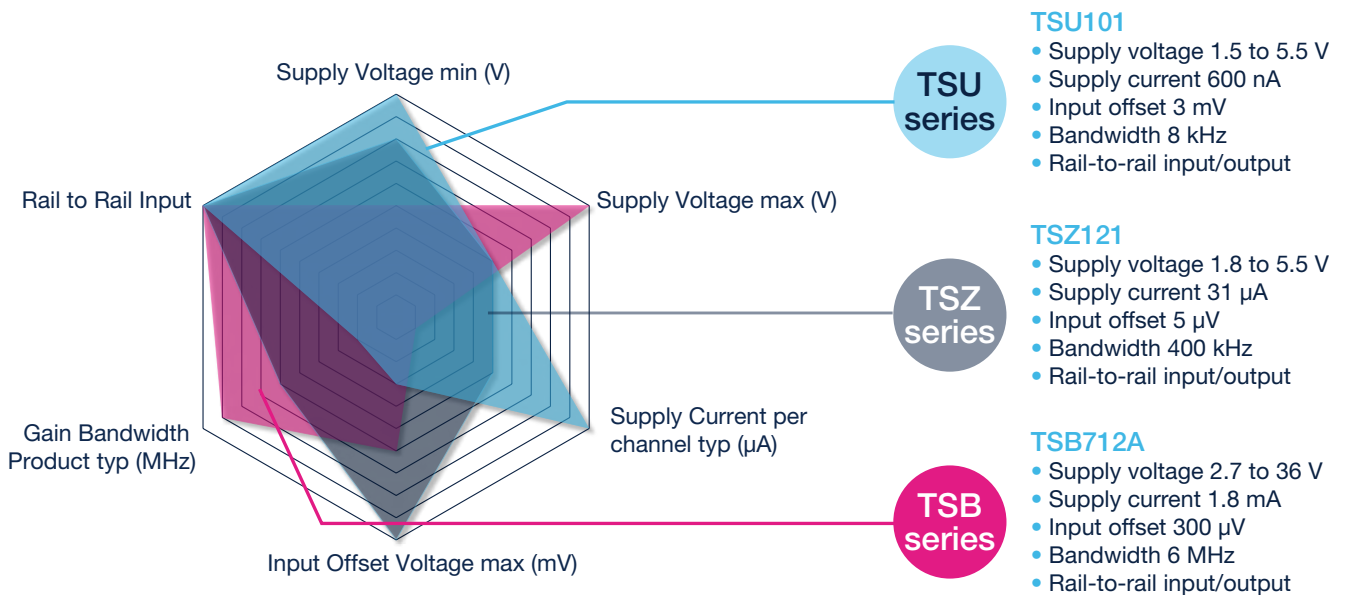 Supply Voltage min (V)
Rail to Rail Input
Supply Voltage max (V)
Gain Bandwidth
Product typ (MHz)
Supply Current per
channel typ (µA)
Input Offset Voltage max (mV)
TSU
series
TSU101
• Supply voltage 1.5 to 5.5 V
• Supply current 600 nA
• Input offset 3 mV
• Bandwidth 8 kHz
• Rail-to-rail input/output
TSZ
series
TSZ121
• Supply voltage 1.8 to 5.5 V
• Supply current 31 µA
• Input offset 5 µV
• Bandwidth 400 kHz
• Rail-to-rail input/output
TSB
series
TSB712A
• Supply voltage 2.7 to 36 V
• Supply current 1.8 mA
• Input offset 300 µV
• Bandwidth 6 MHz
• Rail-to-rail input/output